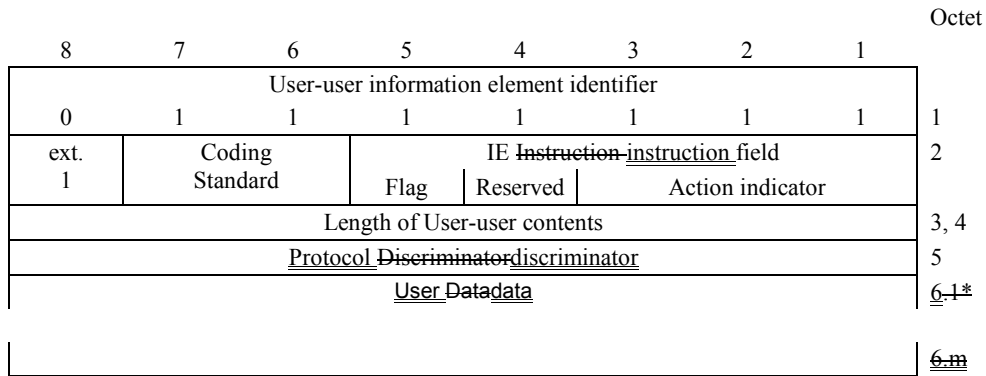 Octet
8 7 6 5 4 3 2 1
User-user information element identifier
0 1 1 1 1 1 1 1 1
ext. Coding IE Instruction instruction field 2
1 Standard Flag Reserved Action indicator
Length of User-user contents 3, 4
Protocol Discriminatordiscriminator 5
User Datadata 6.1*
6.m